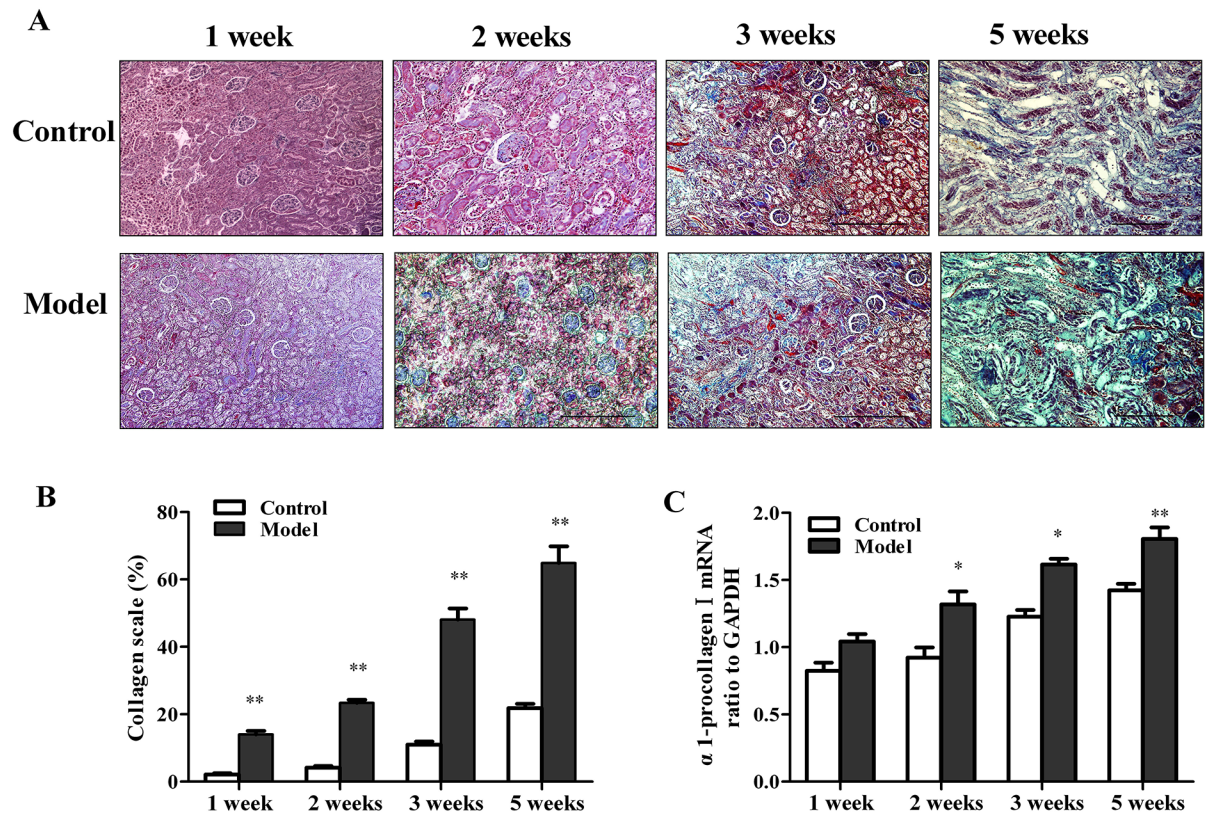 A
1 week 2 weeks 3 weeks 5 weeks
Control
Model
B
Control
Model
Collagen scale (%)
80
60
40
20
0
** ** ** **
1 week 2 weeks 3 weeks 5 weeks
C
Control
Model
α 1-procollagen Ⅰ mRNA
ratio to GAPDH
2.0
1.5
1.0
0.5
0.0
* * **
1 week 2 weeks 3 weeks 5 weeks